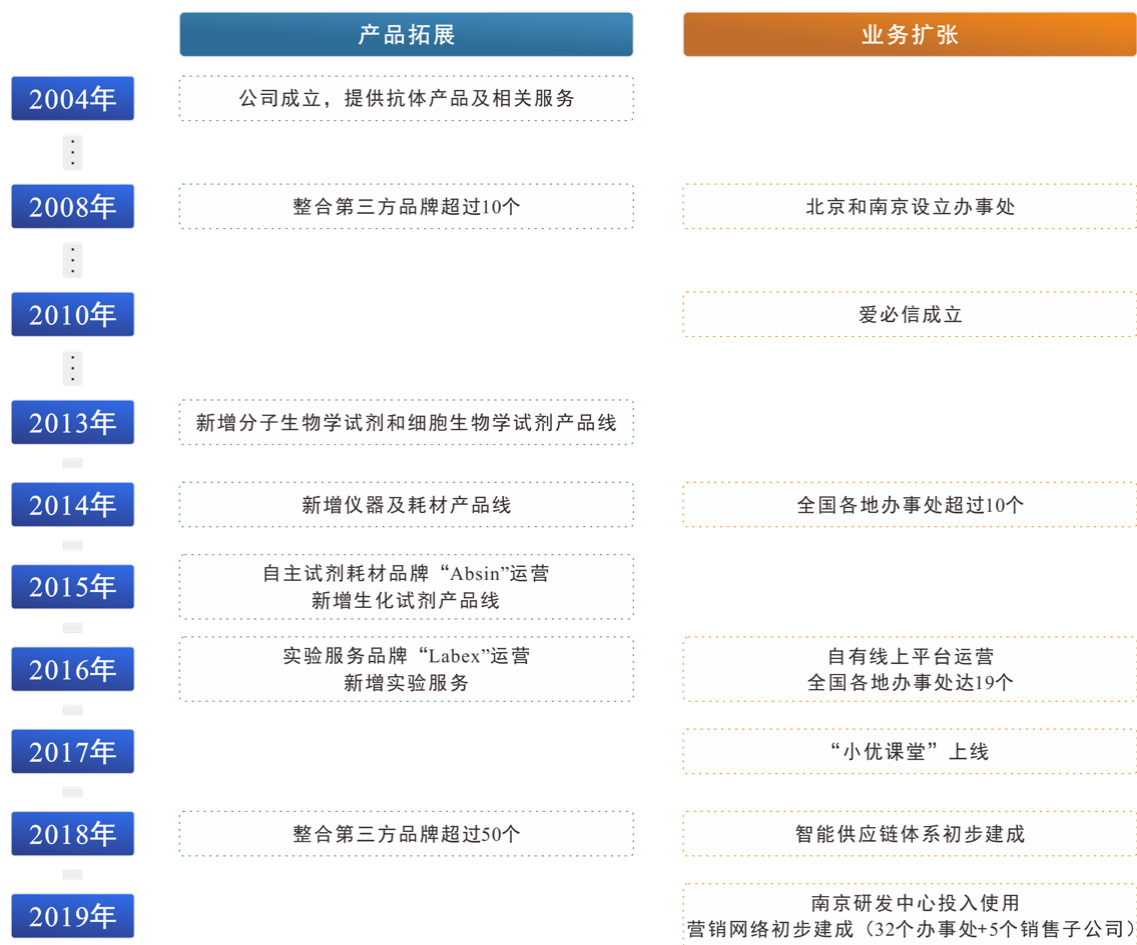 产品拓展
业务扩张
2004年
公司成立，提供抗体产品及相关服务
2008年
整合第三方品牌超过10个
北京和南京设立办事处
2010年
爱必信成立
2013年
新增分子生物学试剂和细胞生物学试剂产品线
2014年
新增仪器及耗材产品线
全国各地办事处超过10个
2015年
自主试剂耗材品牌“Absin”运营
新增生化试剂产品线
2016年
实验服务品牌“Labex”运营
新增实验服务
自有线上平台运营
全国各地办事处达19个
2017年
“小优课堂”上线
2018年
整合第三方品牌超过50个
智能供应链体系初步建成
2019年
南京研发中心投入使用
营销网络初步建成（32个办事处+5个销售子公司）